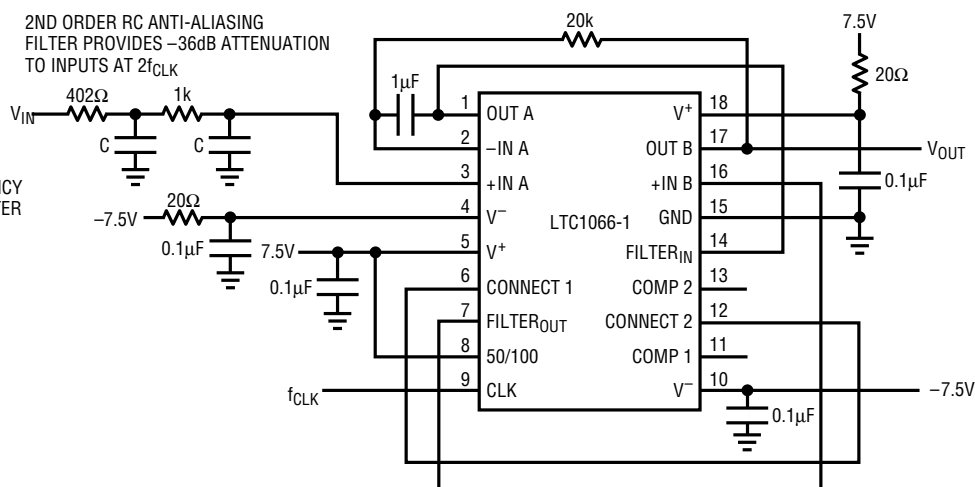 2ND ORDER RC ANTI-ALIASING
FILTER PROVIDES –36dB ATTENUATION
TO INPUTS AT 2fCLK
20k
7.5V
20Ω
1µF
VIN
402Ω
1k
C
C
1
OUT A
V+
18
2
–IN A
OUT B
17
VOUT
3
+IN A
+IN B
16
0.1µF
NCY
TER
–7.5V
20Ω
4
V–
LTC1066-1
GND
15
0.1µF
7.5V
5
V+
FILTERIN
14
0.1µF
6
CONNECT 1
COMP 2
13
7
FILTEROUT
CONNECT 2
12
8
50/100
COMP 1
11
fCLK
9
CLK
V–
10
–7.5V
0.1µF